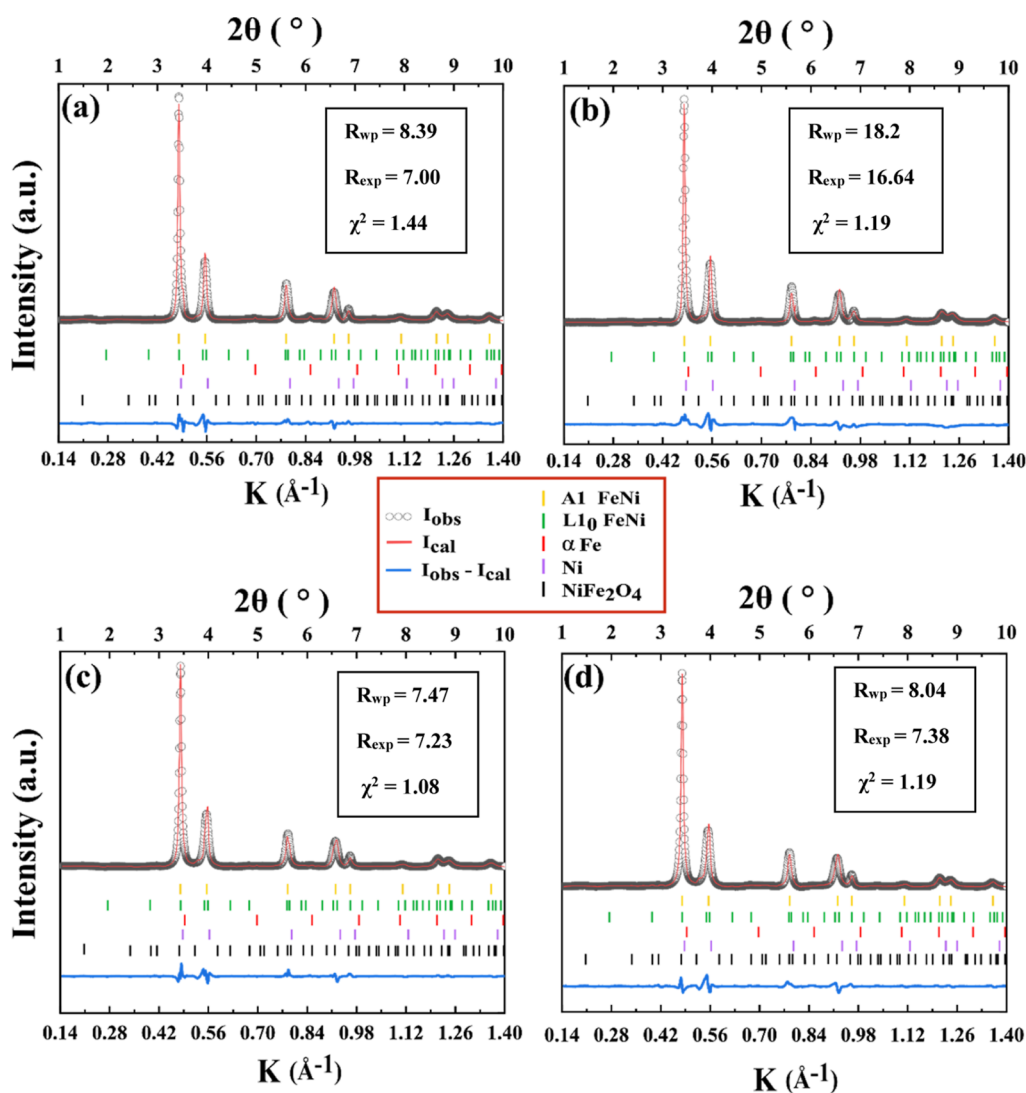 2θ ( ° )
1 2 3 4 5 6 7 8 9 10
(a)
Rwp = 8.39
Rexp = 7.00
χ² = 1.44
Intensity (a.u.)
0.14 0.28 0.42 0.56 0.70 0.84 0.98 1.12 1.26 1.40
K (Å⁻¹)
2θ ( ° )
1 2 3 4 5 6 7 8 9 10
(b)
Rwp = 18.2
Rexp = 16.64
χ² = 1.19
0.14 0.28 0.42 0.56 0.70 0.84 0.98 1.12 1.26 1.40
K (Å⁻¹)
Iobs
Ical
Iobs - Ical
A1 FeNi
L10 FeNi
α Fe
Ni
NiFe2O4
2θ ( ° )
1 2 3 4 5 6 7 8 9 10
(c)
Rwp = 7.47
Rexp = 7.23
χ² = 1.08
Intensity (a.u.)
0.14 0.28 0.42 0.56 0.70 0.84 0.98 1.12 1.26 1.40
K (Å⁻¹)
2θ ( ° )
1 2 3 4 5 6 7 8 9 10
(d)
Rwp = 8.04
Rexp = 7.38
χ² = 1.19
0.14 0.28 0.42 0.56 0.70 0.84 0.98 1.12 1.26 1.40
K (Å⁻¹)